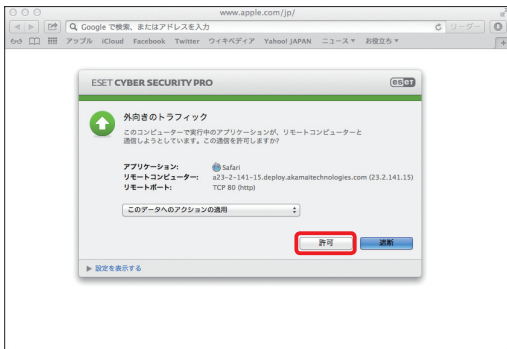 www.apple.com/jp/
Google で検索、またはアドレスを入力
リーダー
アップル iCloud Facebook Twitter ウィキペディア Yahoo! JAPAN ニュース▼ お役立ち▼
ESET CYBER SECURITY PRO
eset
外向きのトラフィック
このコンピューターで実行中のアプリケーションが、リモートコンピューターと
通信しようとしています。この通信を許可しますか?
アプリケーション: Safari
リモートコンピューター: a23-2-141-15.deploy.akamaitechnologies.com (23.2.141.15)
リモートポート: TCP 80 (http)
このデータへのアクションの適用
許可 遮断
▶ 設定を表示する